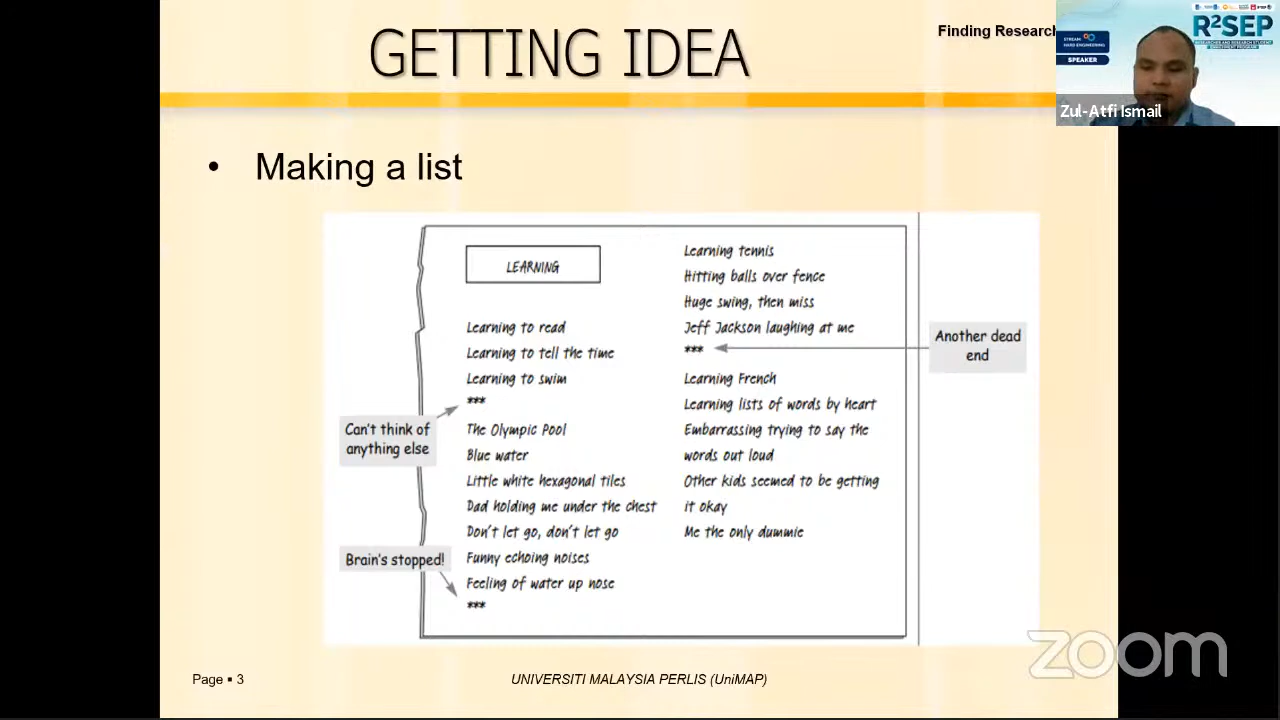 GETTING IDEA
Finding Research
R²SEP
STREAM
HARD ENGINEERING
SPEAKER
Zul-Atfi Ismail
• Making a list
LEARNING
Learning to read
Learning to tell the time
Learning to swim
***
Can't think of
anything else
The Olympic Pool
Blue water
Little white hexagonal tiles
Dad holding me under the chest
Don't let go, don't let go
Funny echoing noises
Brain's stopped!
Feeling of water up nose
***
Learning tennis
Hitting balls over fence
Huge swing, then miss
Jeff Jackson laughing at me
***
Another dead
end
Learning French
Learning lists of words by heart
Embarrassing trying to say the
words out loud
Other kids seemed to be getting
it okay
Me the only dummie
zoom
Page ▪ 3
UNIVERSITI MALAYSIA PERLIS (UniMAP)